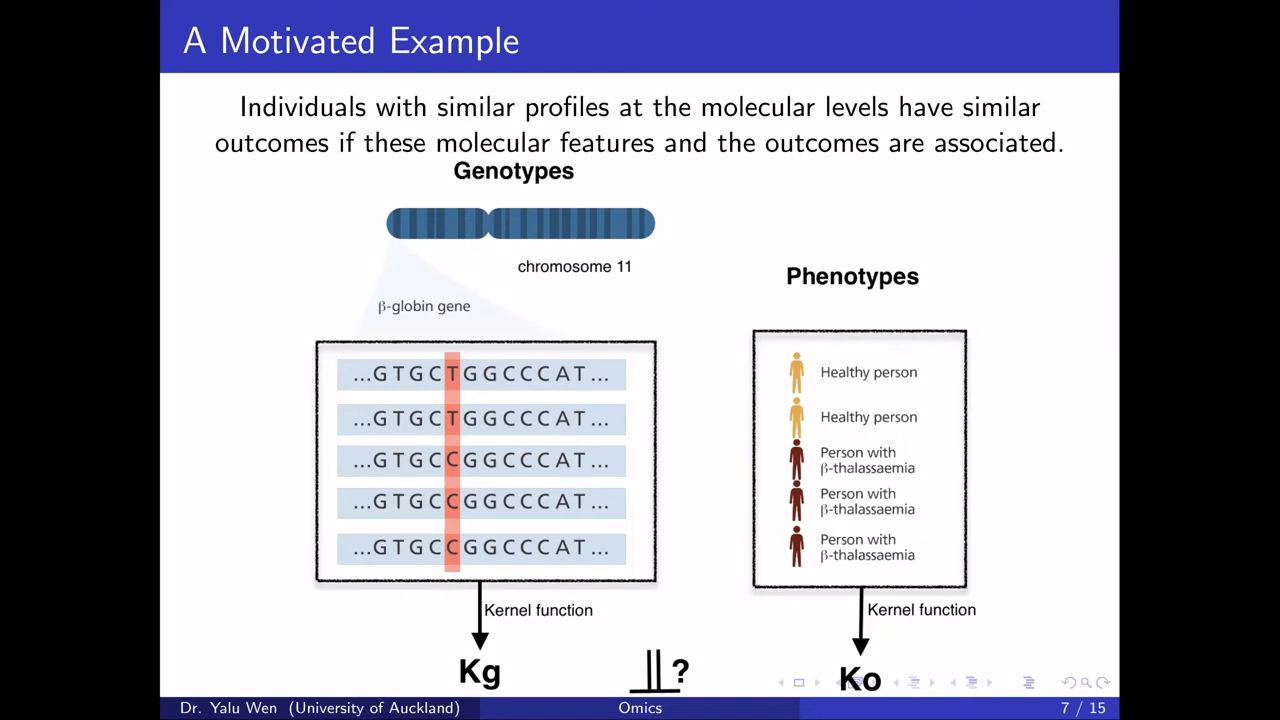 A Motivated Example
Individuals with similar profiles at the molecular levels have similar
outcomes if these molecular features and the outcomes are associated.
Genotypes
chromosome 11
β-globin gene
...GTGCTGGCCCAT...
...GTGCTGGCCCAT...
...GTGCCGGCCCAT...
...GTGCCGGCCCAT...
...GTGCCGGCCCAT...
Kernel function
Kg
?
Phenotypes
Healthy person
Healthy person
Person with
β-thalassaemia
Person with
β-thalassaemia
Person with
β-thalassaemia
Kernel function
Ko
Dr. Yalu Wen (University of Auckland)
Omics
7 / 15